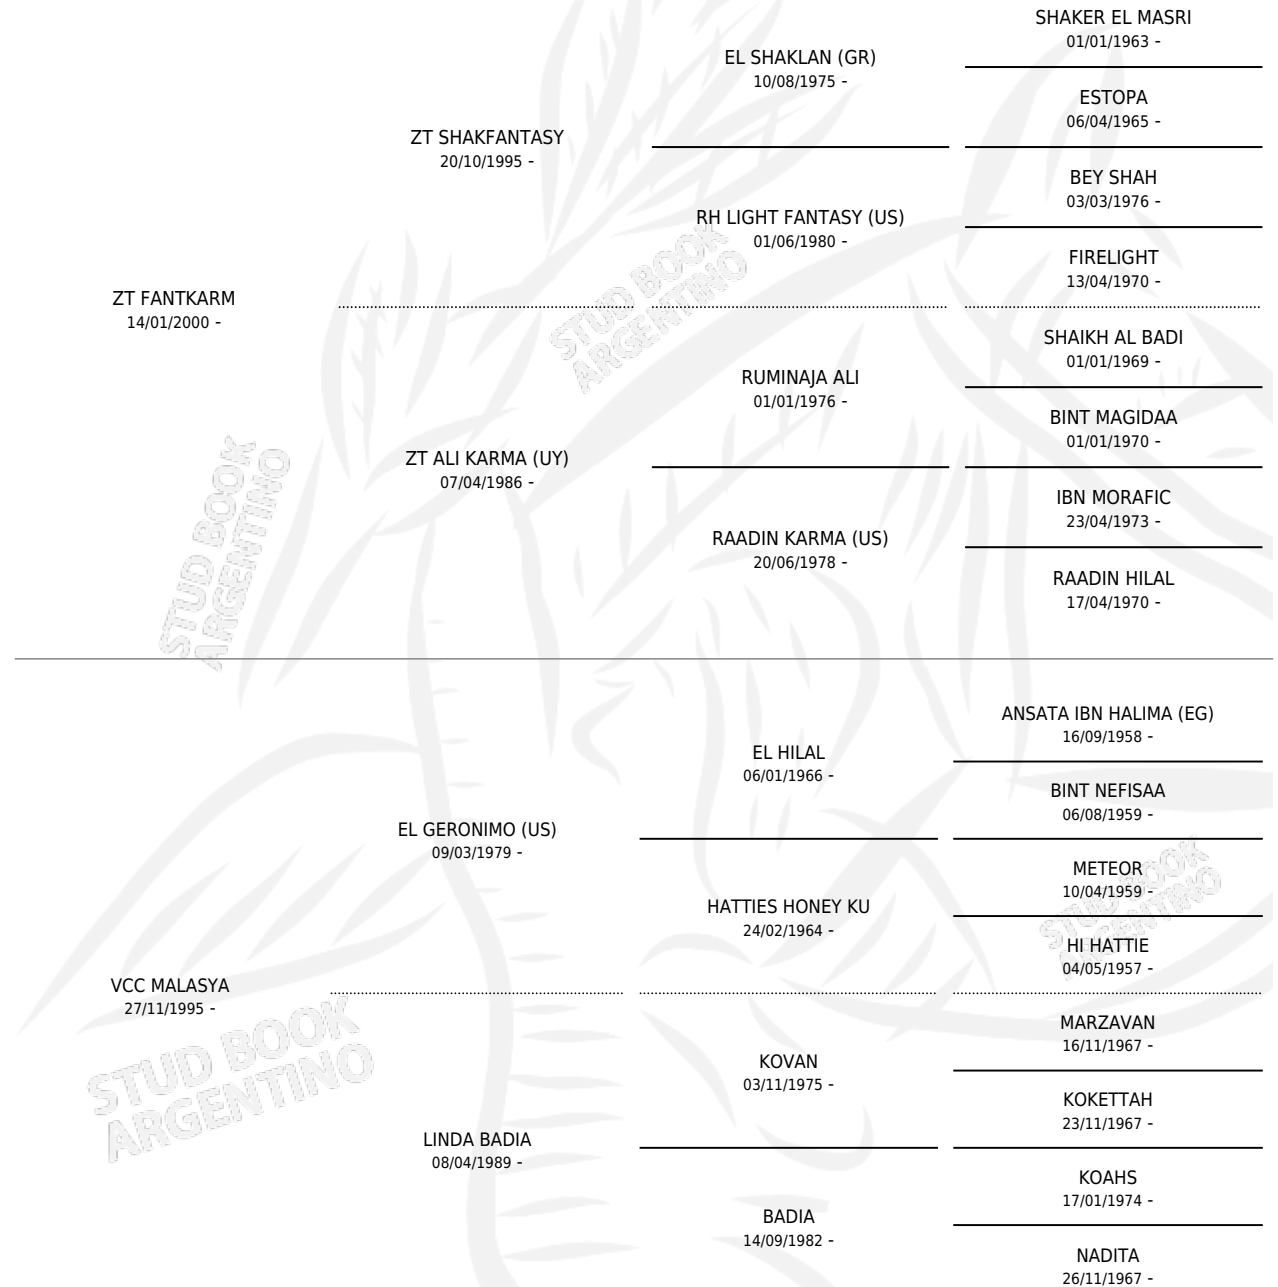 SHAKER EL MASRI
01/01/1963 -
EL SHAKLAN (GR)
10/08/1975 -
ESTOPA
06/04/1965 -
ZT SHAKFANTASY
20/10/1995 -
BEY SHAH
03/03/1976 -
RH LIGHT FANTASY (US)
01/06/1980 -
FIRELIGHT
13/04/1970 -
STUD BOOK
ARGENTINO
ZT FANTKARM
14/01/2000 -
SHAIKH AL BADI
01/01/1969 -
RUMINAJA ALI
01/01/1976 -
BINT MAGIDAA
01/01/1970 -
ZT ALI KARMA (UY)
07/04/1986 -
IBN MORAFIC
23/04/1973 -
RAADIN KARMA (US)
20/06/1978 -
RAADIN HILAL
17/04/1970 -
STUD BOOK
ARGENTINO
ANSATA IBN HALIMA (EG)
16/09/1958 -
EL HILAL
06/01/1966 -
BINT NEFISAA
06/08/1959 -
EL GERONIMO (US)
09/03/1979 -
METEOR
10/04/1959 -
HATTIES HONEY KU
24/02/1964 -
HI HATTIE
04/05/1957 -
STUD BOOK
ARGENTINO
VCC MALASYA
27/11/1995 -
MARZAVAN
16/11/1967 -
KOVAN
03/11/1975 -
KOKETTAH
23/11/1967 -
STUD BOOK
ARGENTINO
LINDA BADIA
08/04/1989 -
KOAHS
17/01/1974 -
BADIA
14/09/1982 -
NADITA
26/11/1967 -